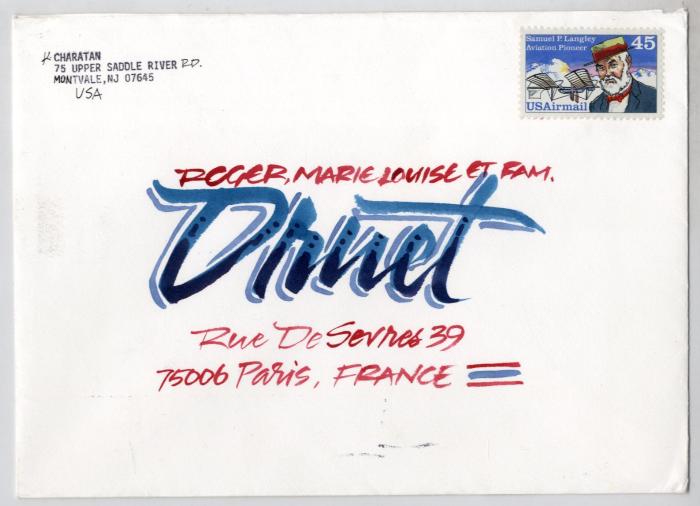 K CHARATAN
75 UPPER SADDLE RIVER RD.
MONTVALE, NJ 07645
USA
Samuel P. Langley
Aviation Pioneer
45
USAirmail
ROGER, MARIE LOUISE ET FAM.
Drnet
Rue De Sevres 39
75006 Paris, FRANCE